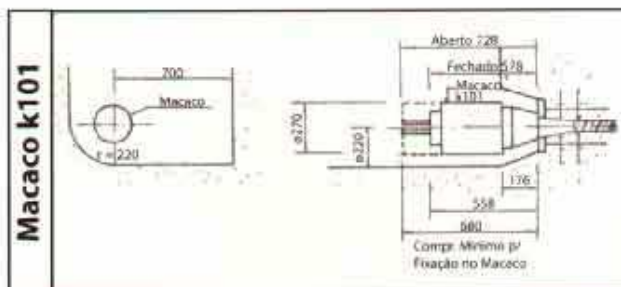 Macaco k101
700
Macaco
r = 220
Aberto 728
Fechado 578
Macaco
k101
ø270
ø220
176
558
680
Compr. Mínimo p/
Fixação no Macaco